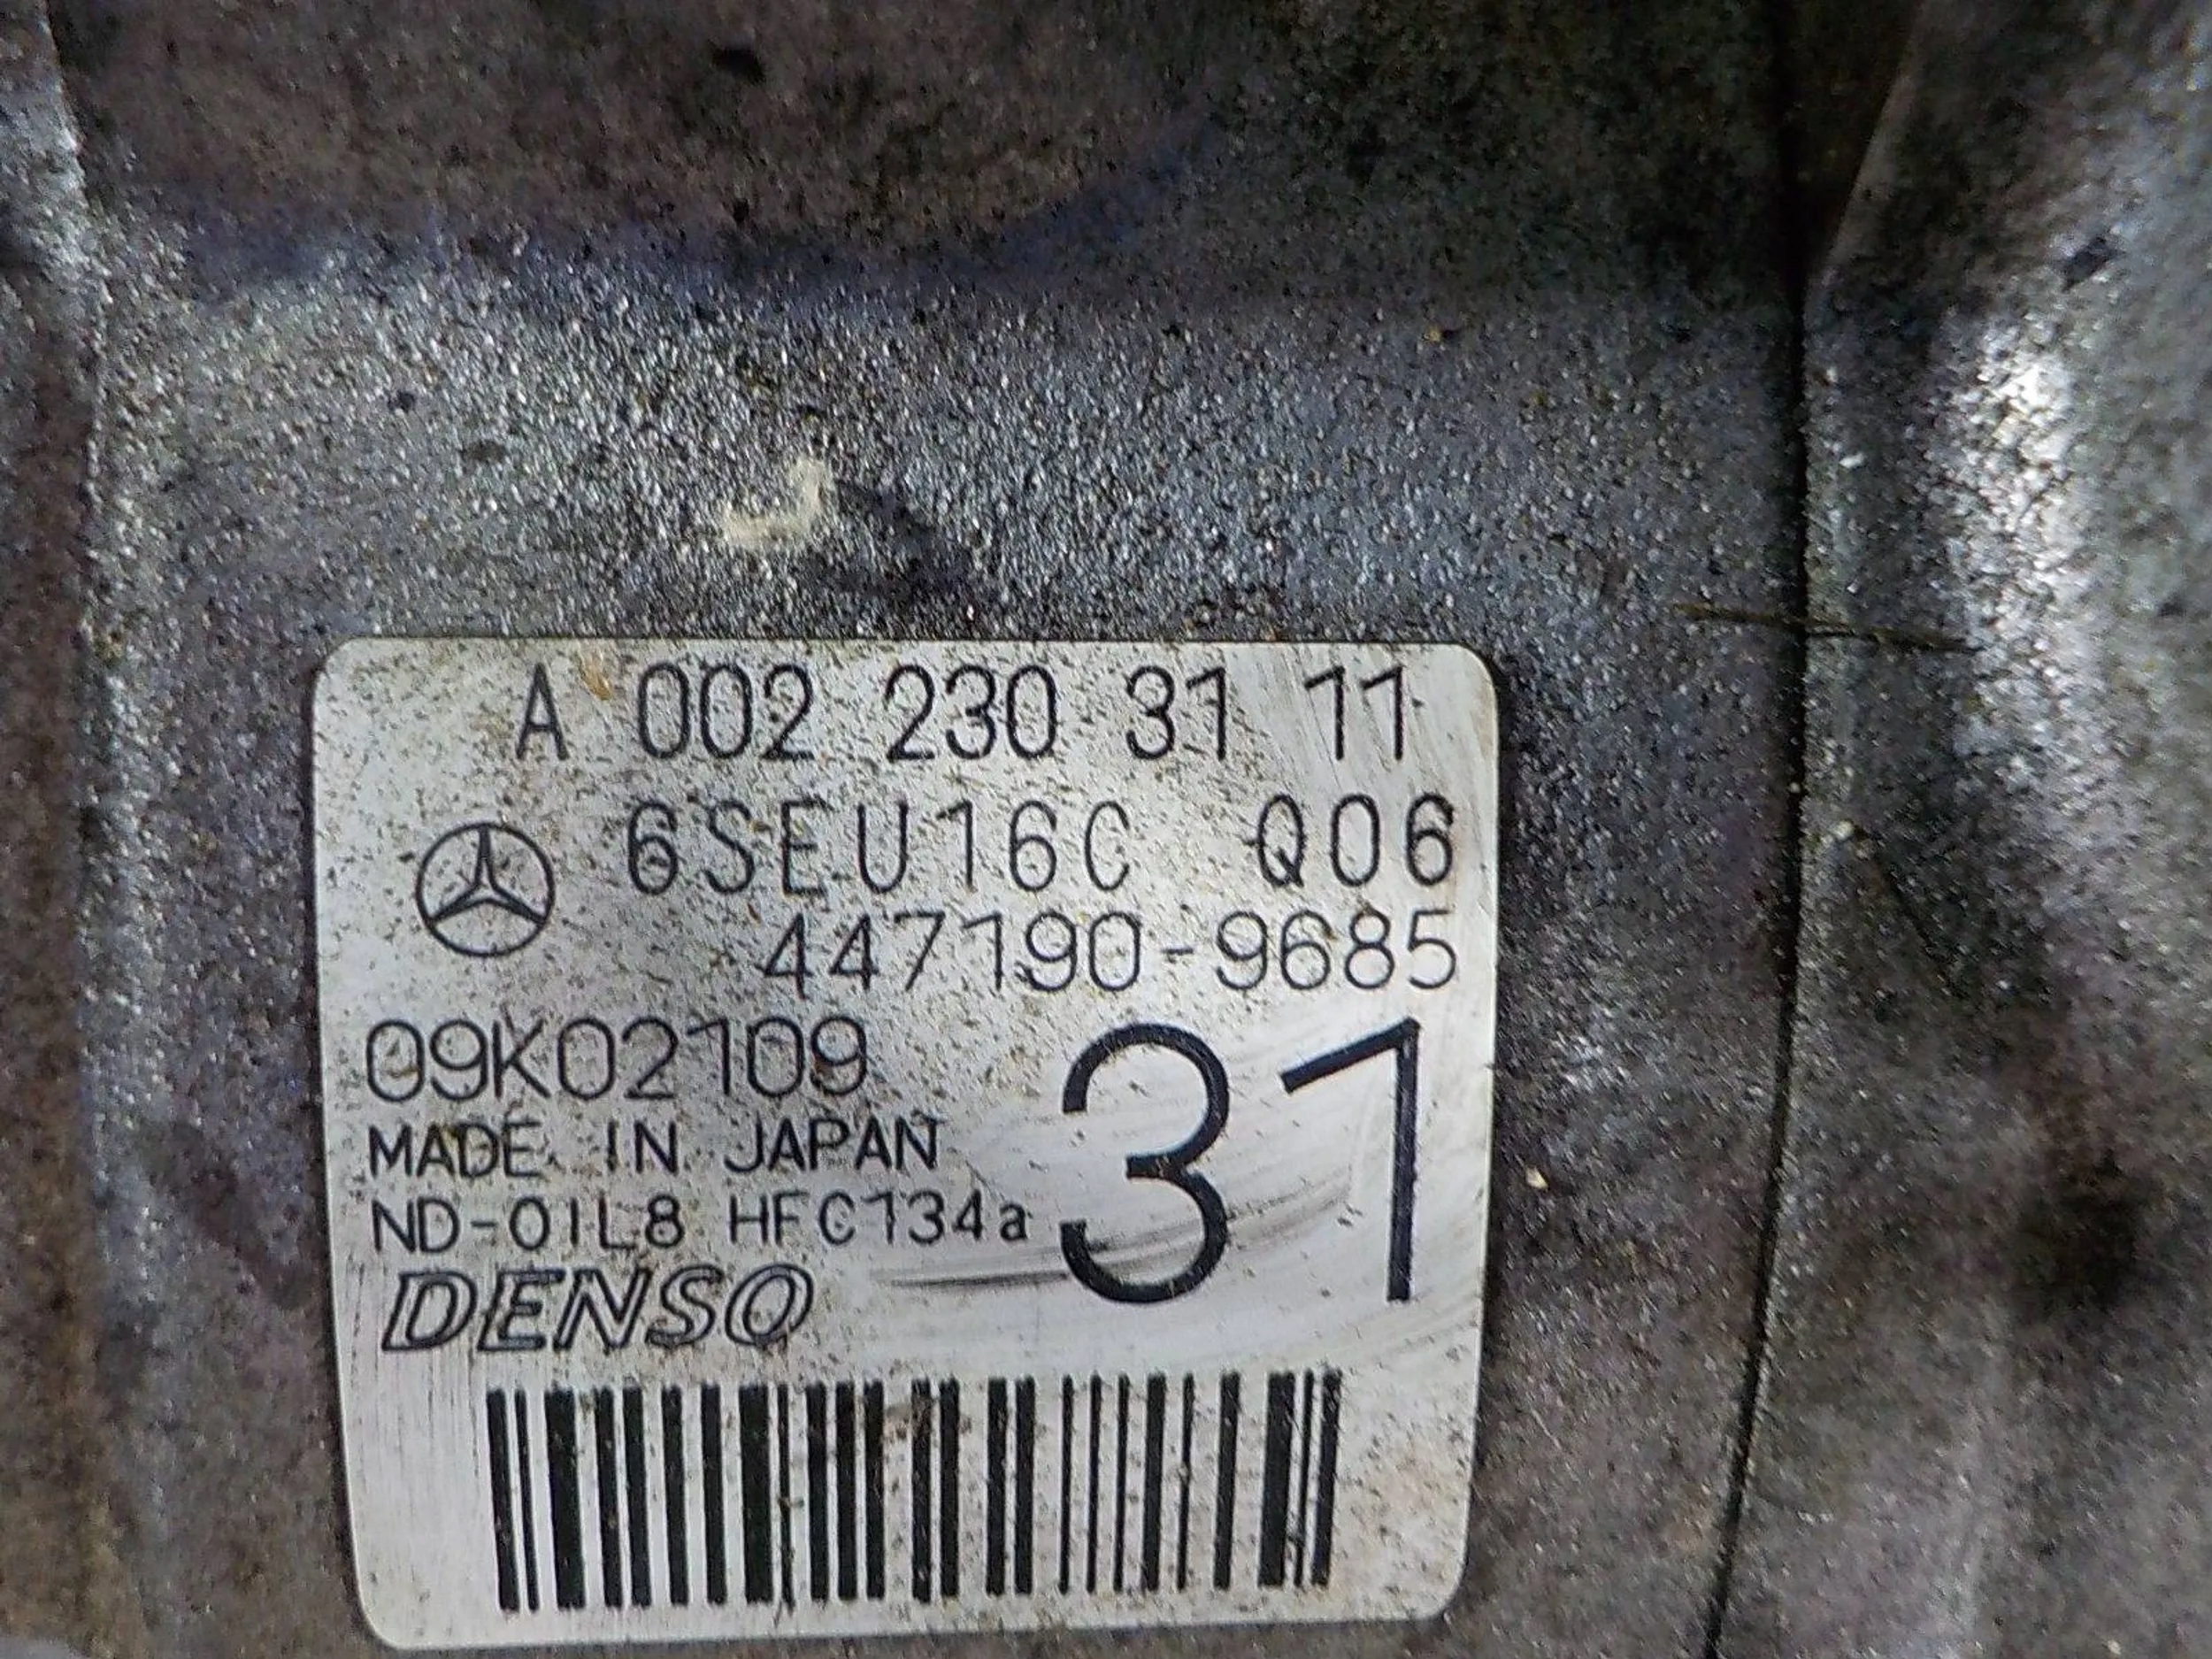 A 002 230 31 11
6SEU16C Q06
447190-9685
09K02109
31
MADE IN JAPAN
ND-OIL8 HFC134a
DENSO